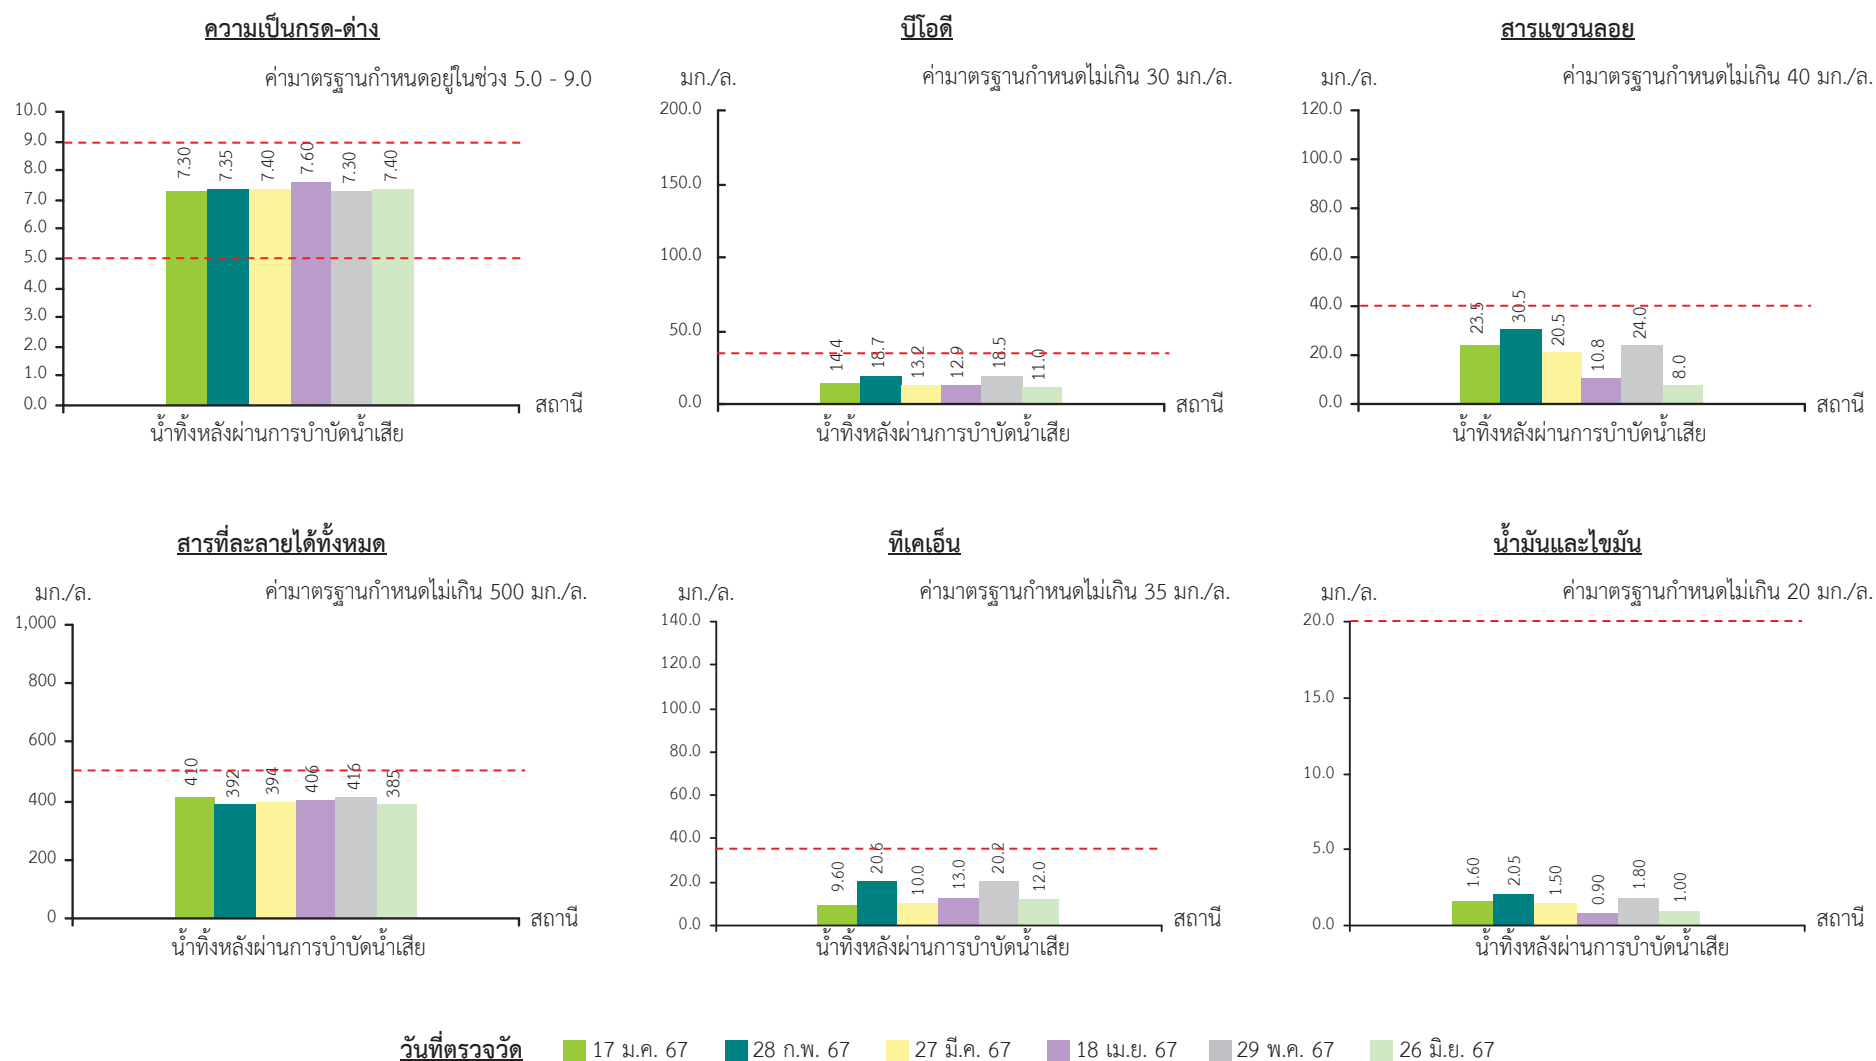 ความเป็นกรด-ด่าง
ค่ามาตรฐานกำหนดอยู่ในช่วง 5.0 - 9.0
10.0
9.0
8.0
7.0
6.0
5.0
4.0
3.0
2.0
1.0
0.0
7.30
7.35
7.40
7.60
7.30
7.40
สถานี
น้ำทิ้งหลังผ่านการบำบัดน้ำเสีย
บีโอดี
มก./ล.
ค่ามาตรฐานกำหนดไม่เกิน 30 มก./ล.
200.0
150.0
100.0
50.0
0.0
14.4
18.7
13.2
12.9
18.5
11.0
สถานี
น้ำทิ้งหลังผ่านการบำบัดน้ำเสีย
สารแขวนลอย
มก./ล.
ค่ามาตรฐานกำหนดไม่เกิน 40 มก./ล.
120.0
100.0
80.0
60.0
40.0
20.0
0.0
23.5
30.5
20.5
10.8
24.0
8.0
สถานี
น้ำทิ้งหลังผ่านการบำบัดน้ำเสีย
สารที่ละลายได้ทั้งหมด
มก./ล.
ค่ามาตรฐานกำหนดไม่เกิน 500 มก./ล.
1,000
800
600
400
200
0
410
392
394
406
416
385
สถานี
น้ำทิ้งหลังผ่านการบำบัดน้ำเสีย
ทีเคเอ็น
มก./ล.
ค่ามาตรฐานกำหนดไม่เกิน 35 มก./ล.
140.0
120.0
100.0
80.0
60.0
40.0
20.0
0.0
9.60
20.6
10.0
13.0
20.2
12.0
สถานี
น้ำทิ้งหลังผ่านการบำบัดน้ำเสีย
น้ำมันและไขมัน
มก./ล.
ค่ามาตรฐานกำหนดไม่เกิน 20 มก./ล.
20.0
15.0
10.0
5.0
0.0
1.60
2.05
1.50
0.90
1.80
1.00
สถานี
น้ำทิ้งหลังผ่านการบำบัดน้ำเสีย
วันที่ตรวจวัด 17 ม.ค. 67 28 ก.พ. 67 27 มี.ค. 67 18 เม.ย. 67 29 พ.ค. 67 26 มิ.ย. 67